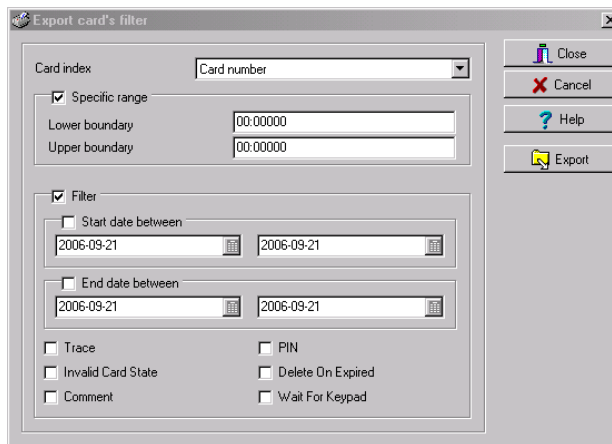 Export card's filter
Card index Card number
Specific range
Lower boundary 00:00000
Upper boundary 00:00000
Filter
Start date between
2006-09-21 2006-09-21
End date between
2006-09-21 2006-09-21
Trace PIN
Invalid Card State Delete On Expired
Comment Wait For Keypad
Close
Cancel
Help
Export